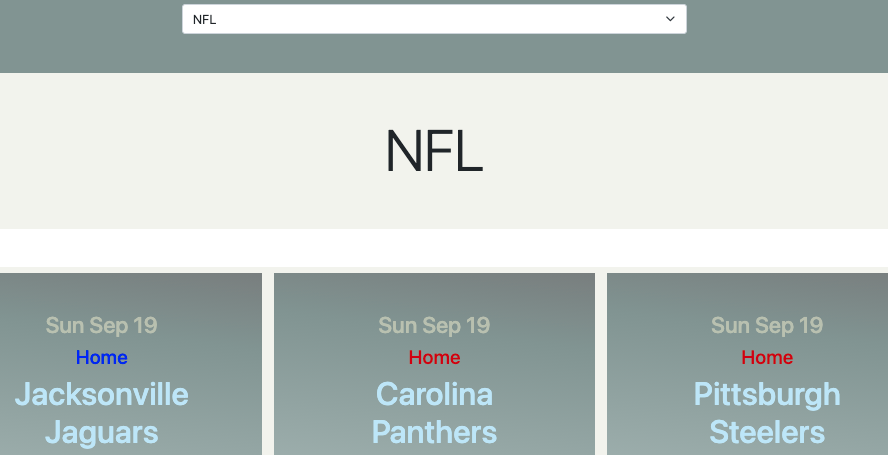 NFL
NFL
Sun Sep 19
Home
Jacksonville
Jaguars
Sun Sep 19
Home
Carolina
Panthers
Sun Sep 19
Home
Pittsburgh
Steelers